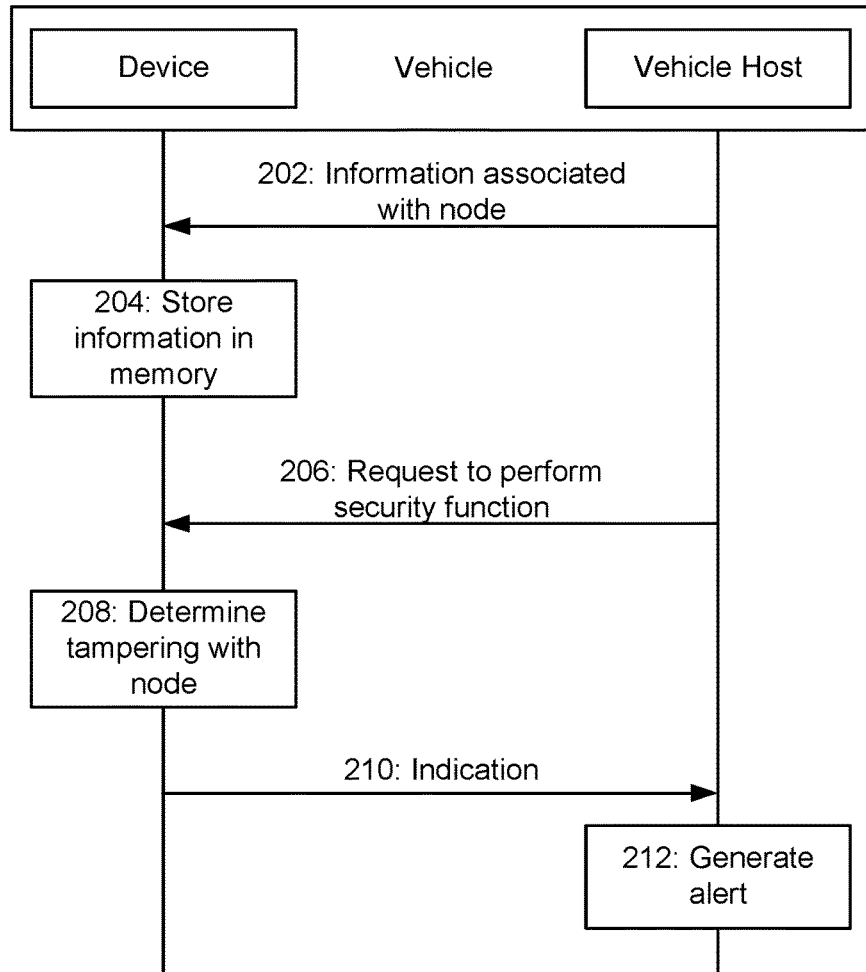 Device
Vehicle
Vehicle Host
202: Information associated
with node
204: Store
information in
memory
206: Request to perform
security function
208: Determine
tampering with
node
210: Indication
212: Generate
alert